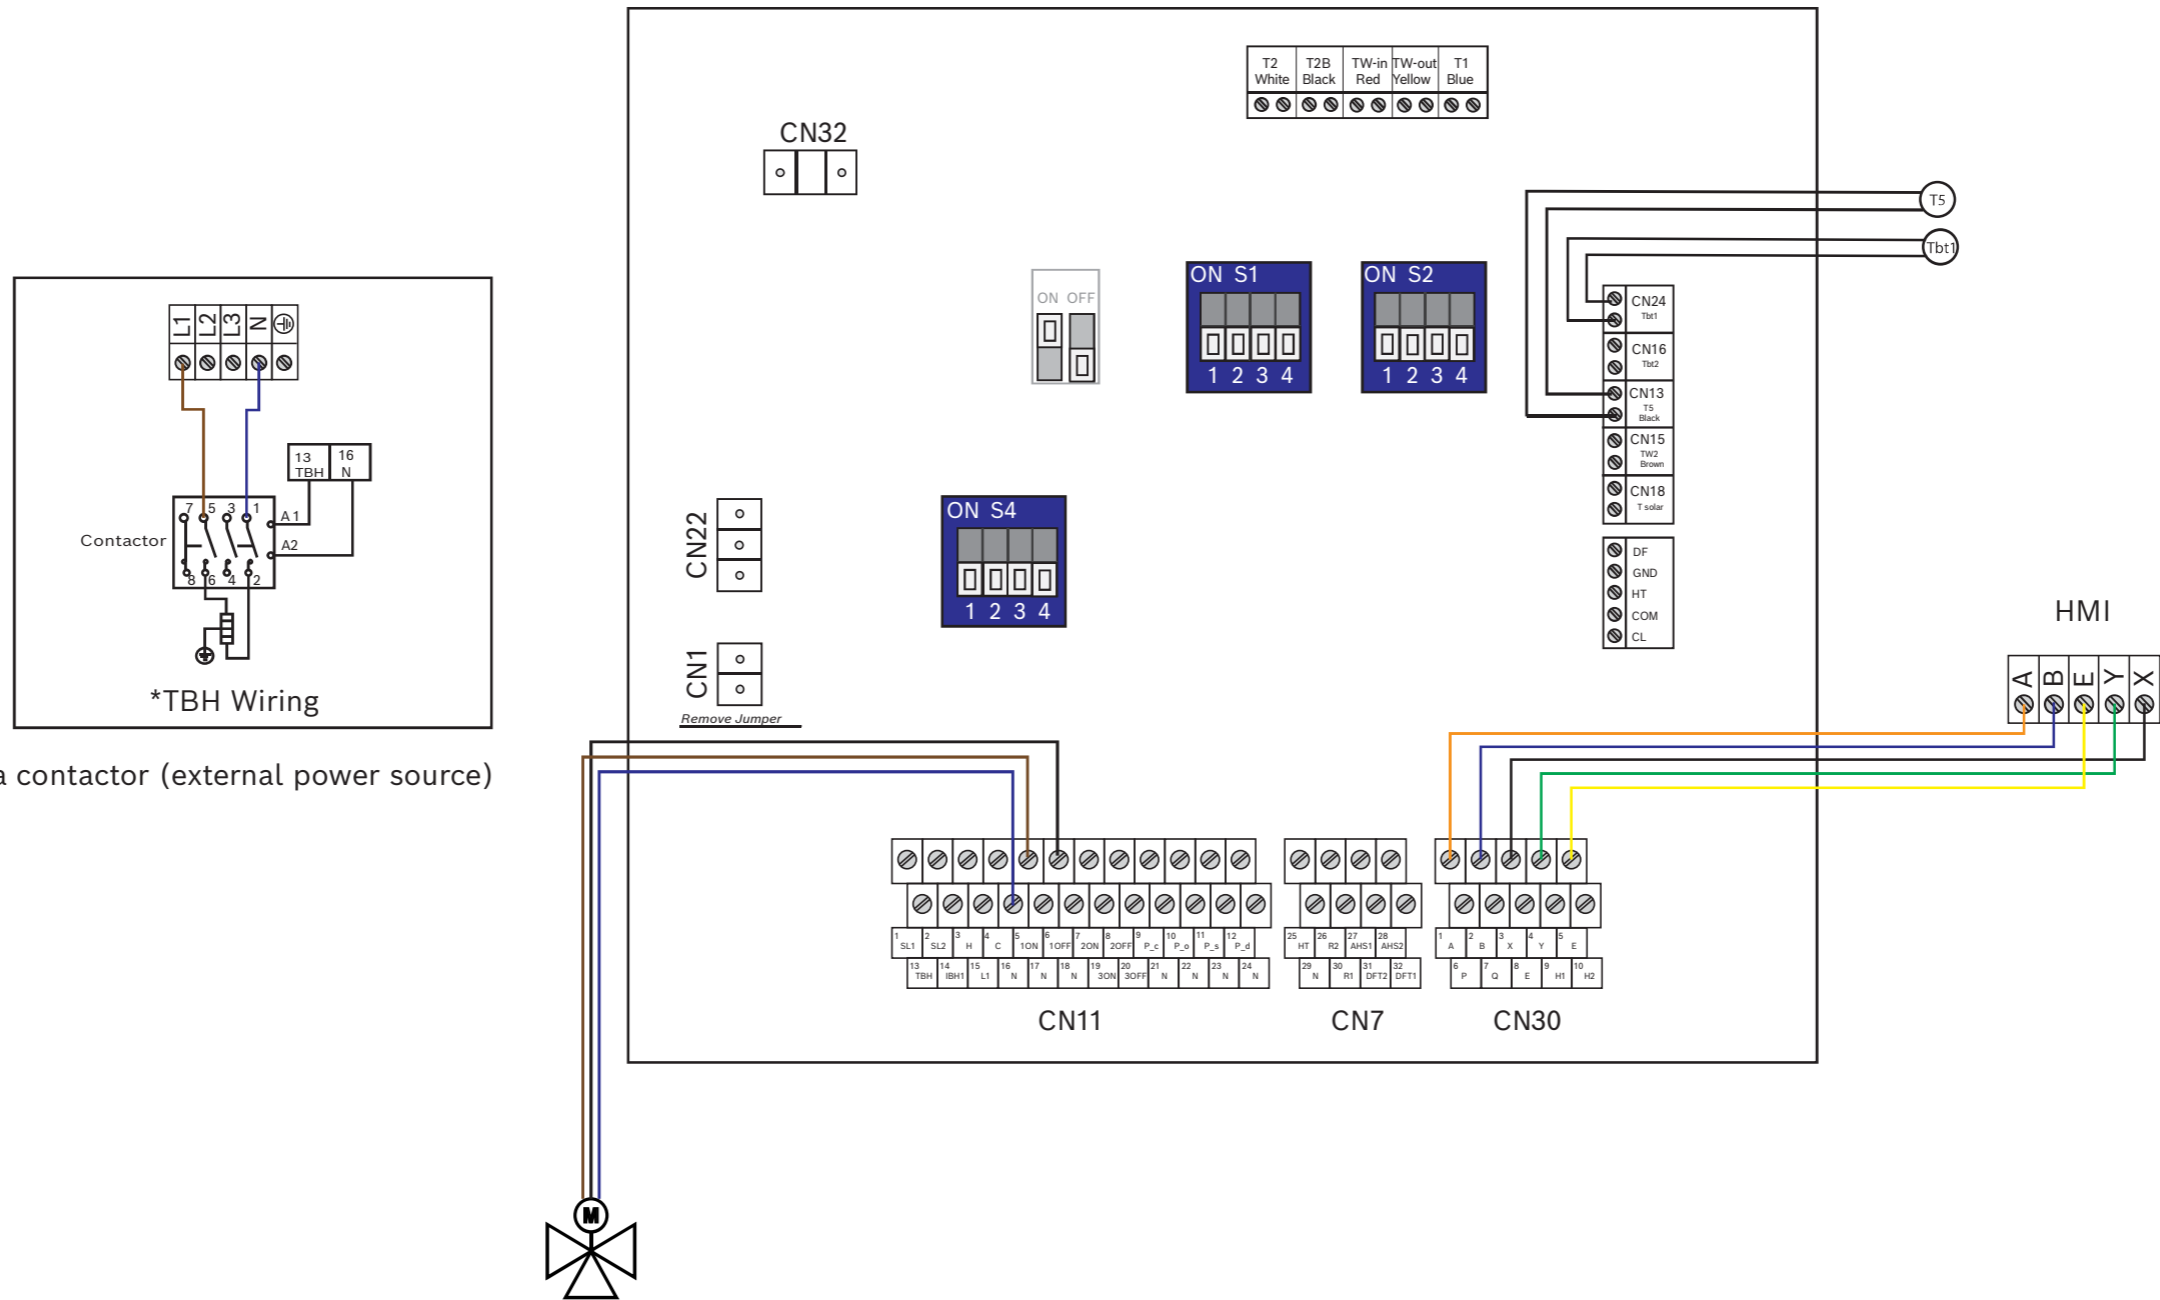 T2 T2B TW-in TW-out T1
White Black Red Yellow Blue
CN32
T5
Tbt1
ON OFF
ON S1
1 2 3 4
ON S2
1 2 3 4
CN24
Tbt1
CN16
Tbt2
CN13
T5
Black
CN15
TW2
Brown
CN18
T solar
L1 L2 L3 N
13 16
TBH N
7 5 3 1
A1
Contactor
A2
8 6 4 2
*TBH Wiring
a contactor (external power source)
CN22
ON S4
1 2 3 4
CN1
Remove Jumper
DF
GND
HT
COM
CL
HMI
A B E Y X
1 2 3 4 5 6 7 8 9 10 11 12
SL1 SL2 H C 1ON 1OFF 2ON 2OFF P_c P_o P_s P_d
13 14 15 16 17 18 19 20 21 22 23 24
TBH IBH1 L1 N N N 3ON 3OFF N N N N
CN11
25 26 27 28
HT R2 AHS1 AHS2
29 30 31 32
N R1 DFT2 DFT1
CN7
1 2 3 4 5
A B X Y E
6 7 8 9 10
P Q E H1 H2
CN30
M